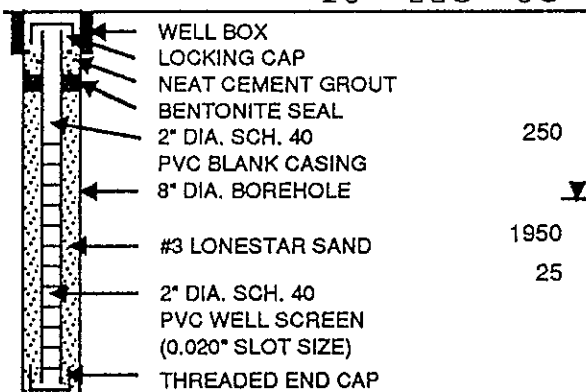 WELL BOX
LOCKING CAP
NEAT CEMENT GROUT
BENTONITE SEAL
2" DIA. SCH. 40 250
PVC BLANK CASING
8" DIA. BOREHOLE
#3 LONESTAR SAND 1950
25
2" DIA. SCH. 40
PVC WELL SCREEN
(0.020" SLOT SIZE)
THREADED END CAP